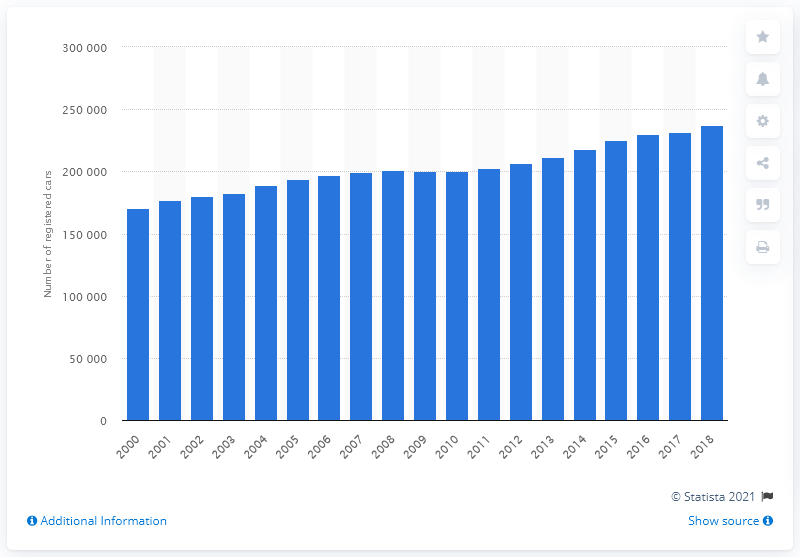 300 000
250 000
200 000
150 000
100 000
50 000
0
Number of registered cars
2000 2001 2002 2003 2004 2005 2006 2007 2008 2009 2010 2011 2012 2013 2014 2015 2016 2017 2018
© Statista 2021
Additional Information
Show source